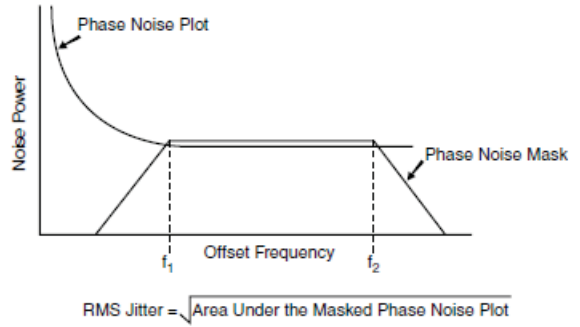 Phase Noise Plot
Noise Power
Phase Noise Mask
Offset Frequency
f1
f2
RMS Jitter = √Area Under the Masked Phase Noise Plot